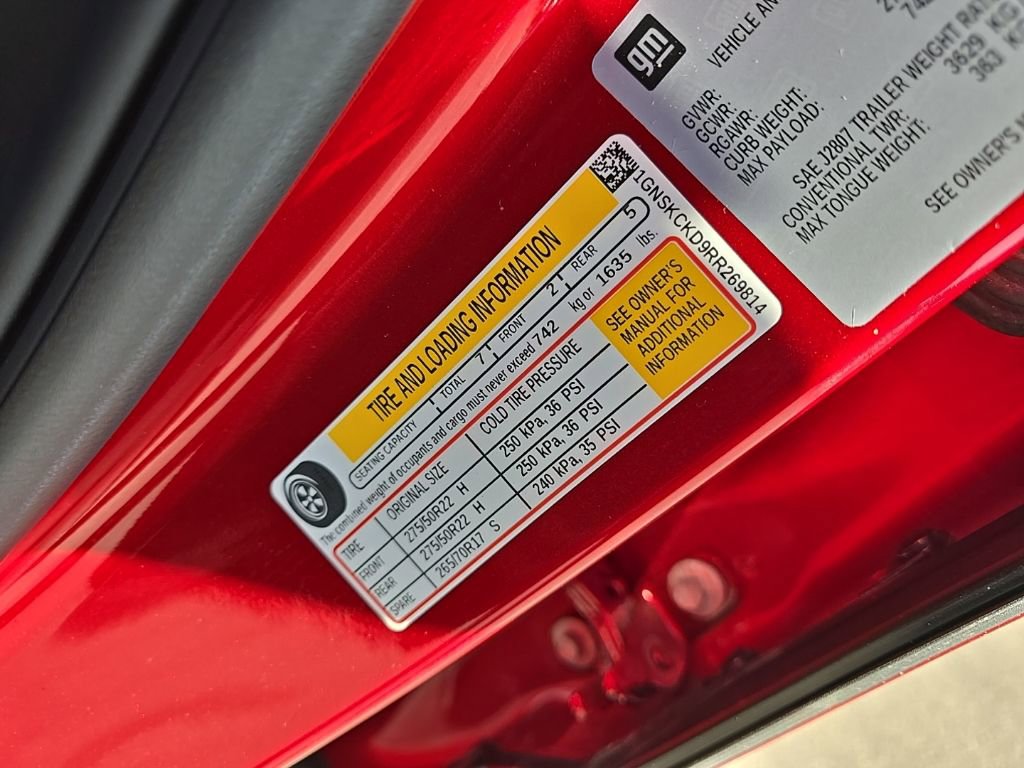 TIRE AND LOADING INFORMATION
SEATING CAPACITY TOTAL 7 FRONT 2 REAR 5
The combined weight of occupants and cargo must never exceed 742 kg or 1635 lbs.
TIRE ORIGINAL SIZE COLD TIRE PRESSURE
FRONT 275/50R22 H 250 kPa, 36 PSI
REAR 275/50R22 H 250 kPa, 36 PSI
SPARE 265/70R17 S 240 kPa, 35 PSI
SEE OWNER'S
MANUAL FOR
ADDITIONAL
INFORMATION
1GNSKCKD9RR269814
gm
VEHICLE
GVWR:
GCWR:
RGAWR:
CURB WEIGHT:
MAX PAYLOAD:
SAE J2807 TRAILER WEIGHT
CONVENTIONAL TWR: 3629 KG
MAX TONGUE WEIGHT: 363
SEE OWNER'S